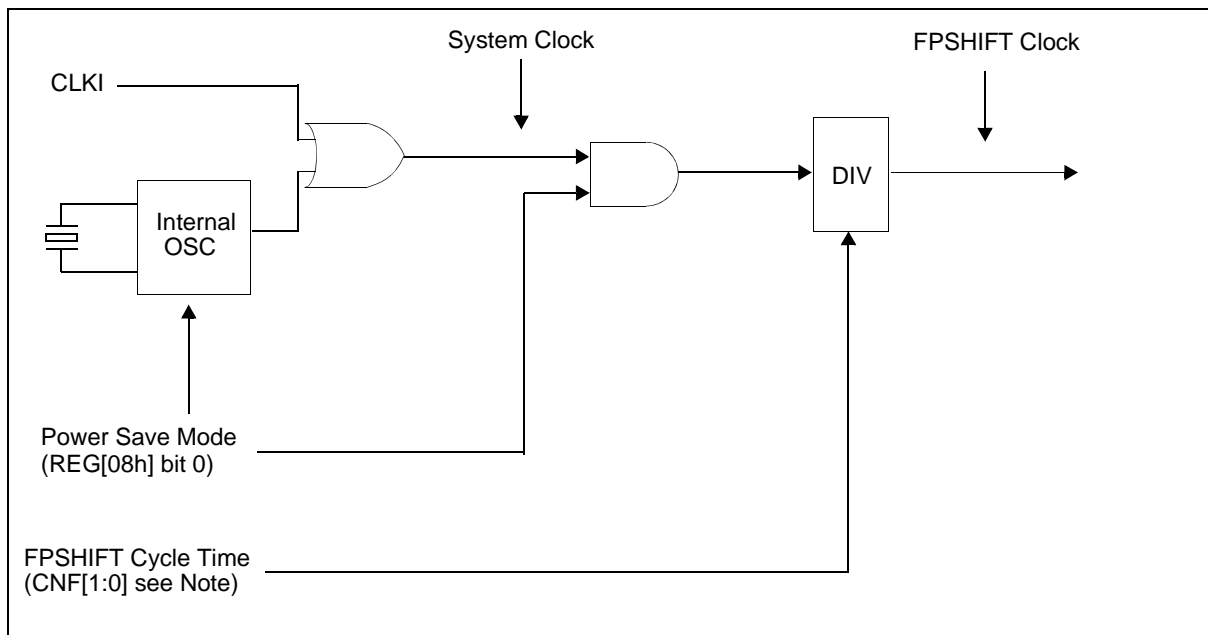 System Clock
FPSHIFT Clock
CLKI
Internal
OSC
DIV
Power Save Mode
(REG[08h] bit 0)
FPSHIFT Cycle Time
(CNF[1:0] see Note)